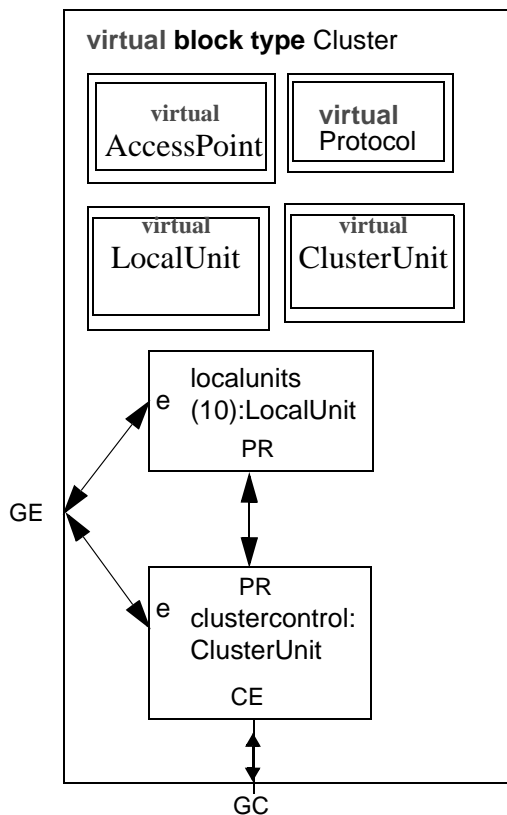 virtual block type Cluster
virtual
AccessPoint
virtual
Protocol
virtual
LocalUnit
virtual
ClusterUnit
localunits
e
(10):LocalUnit
PR
GE
PR
e
clustercontrol:
ClusterUnit
CE
GC